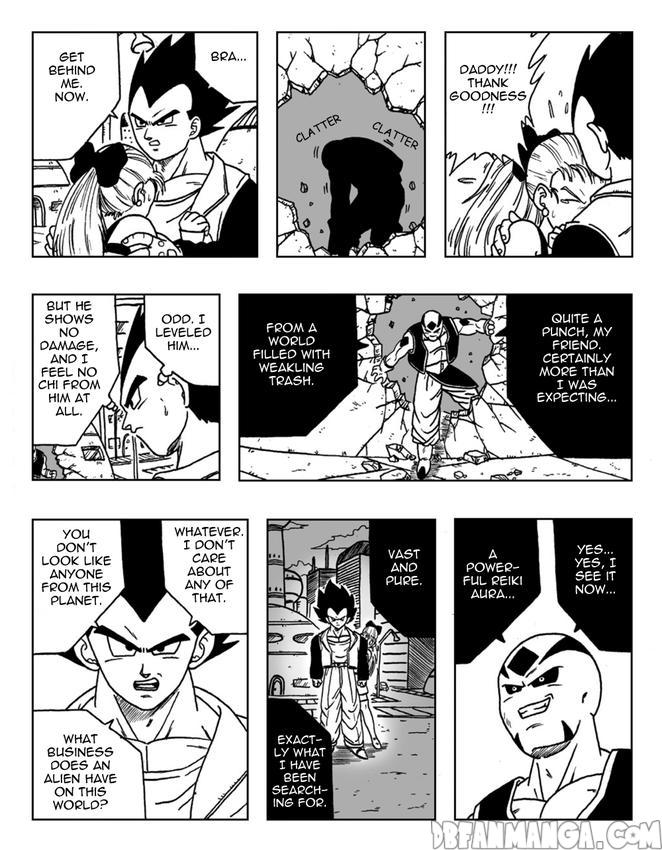 DADDY!!!
THANK
GOODNESS
!!!
CLATTER
CLATTER
BRA...
GET
BEHIND
ME.
NOW.
QUITE
A
PUNCH, MY
FRIEND.
CERTAINLY
MORE THAN
I WAS
EXPECTING...
FROM A
WORLD
FILLED WITH
WEAKLING
TRASH.
ODD. I
LEVELED
HIM...
BUT HE
SHOWS
NO
DAMAGE,
AND I
FEEL NO
CHI FROM
HIM AT
ALL.
YES...
YES, I
SEE IT
NOW...
A
POWER-
FUL REIKI
AURA...
VAST
AND
PURE.
EXACT-
LY WHAT
I HAVE
BEEN
SEARCH-
ING FOR.
WHATEVER.
I DON'T
CARE
ABOUT
ANY OF
THAT.
YOU
DON'T
LOOK LIKE
ANYONE
FROM THIS
PLANET.
WHAT
BUSINESS
DOES AN
ALIEN HAVE
ON THIS
WORLD?
DBFANMANGA.COM